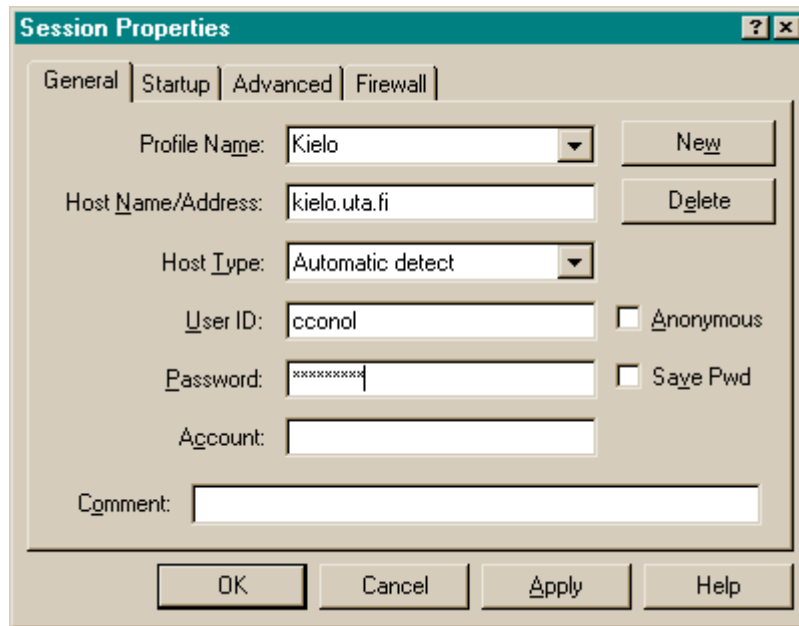 Session Properties
General Startup Advanced Firewall
Profile Name: Kielo New
Host Name/Address: kielo.uta.fi Delete
Host Type: Automatic detect
User ID: cconol Anonymous
Password: ********* Save Pwd
Account:
Comment:
OK Cancel Apply Help